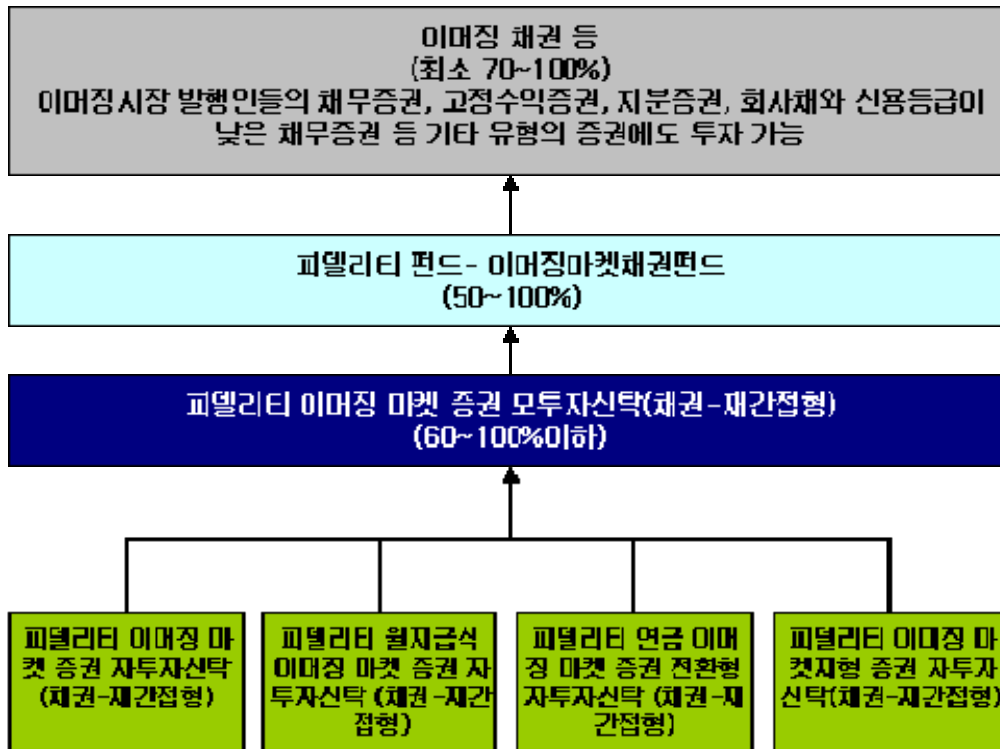 이머징 채권 등
(최소 70~100%)
이머징시장 발행인들의 채무증권, 고정수익증권, 지분증권, 회사채와 신용등급이
낮은 채무증권 등 기타 유형의 증권에도 투자 가능
피델리티 펀드- 이머징마켓채권펀드
(50~100%)
피델리티 이머징 마켓 증권 모투자신탁(채권-재간접형)
(60~100%이하)
피델리티 이머징 마
켓 증권 자투자신탁
(채권-재간접형)
피델리티 월지급식
이머징 마켓 증권 자
투자신탁 (채권-재간
접형)
피델리티 연금 이머
징 마켓 증권 전환형
자투자신탁 (채권-재
간접형)
피델리티 이머징 마
켓재형 증권 자투자
신탁(채권-재간접형)